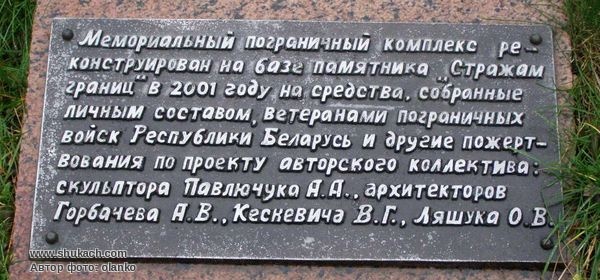 Мемориальный пограничный комплекс ре-
конструирован на базе памятника "Стражам
границ" в 2001 году на средства, собранные
личным составом, ветеранами пограничных
войск Республики Беларусь и другие пожерт-
вования по проекту авторского коллектива:
скульптора Павлючука А.А., архитекторов
Горбачева А.В., Кесневича В.Г., Ляшука О.В.
www.shukach.com
Автор фото: olanko